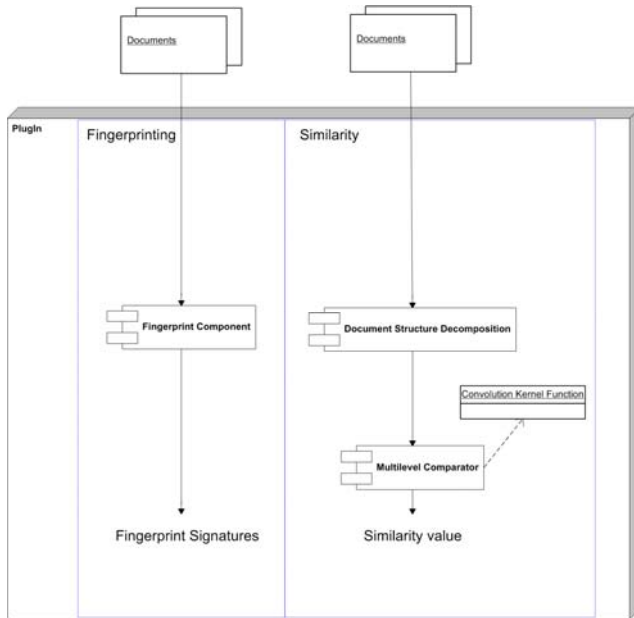 Documents
Documents
PlugIn
Fingerprinting
Similarity
Fingerprint Component
Document Structure Decomposition
Convolution Kernel Function
Multilevel Comparator
Fingerprint Signatures
Similarity value